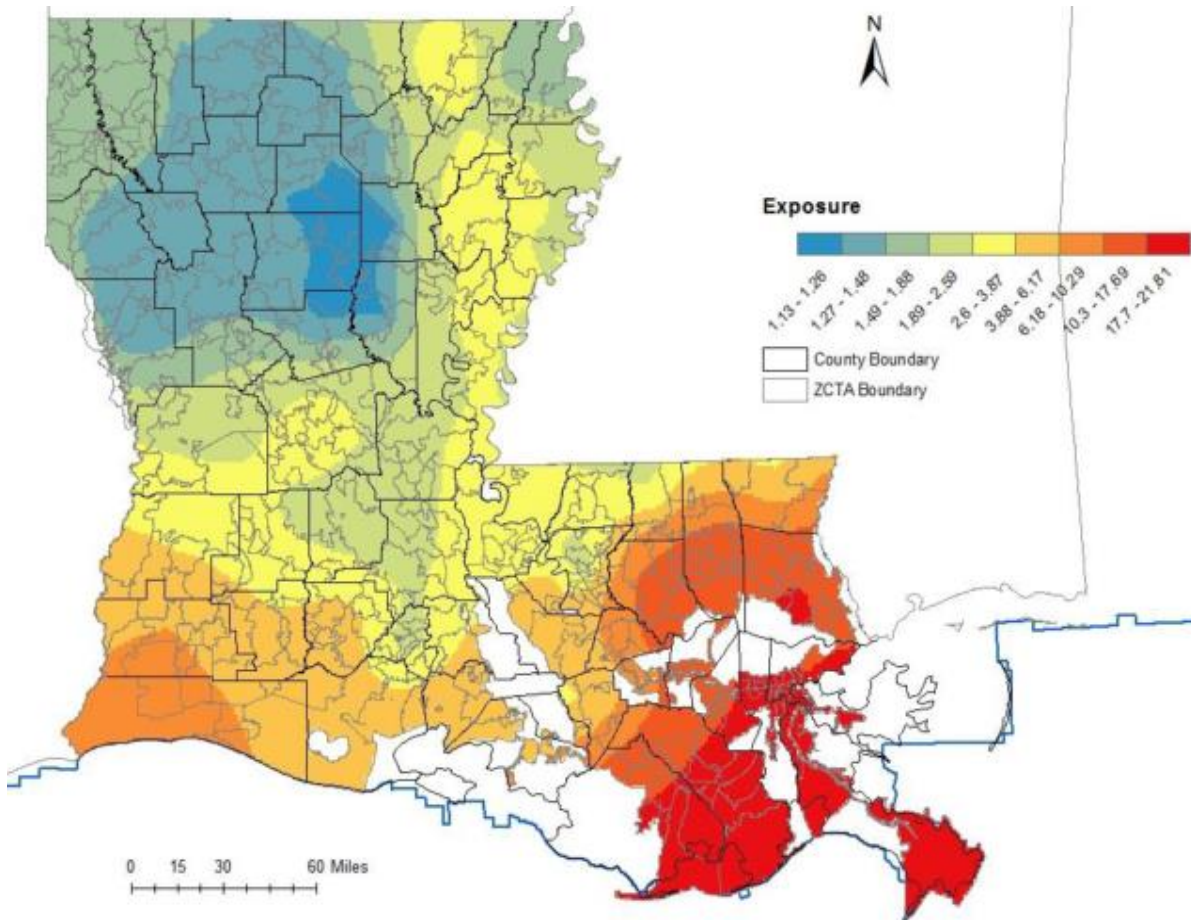 N
Exposure
1.13 - 1.26
1.27 - 1.48
1.49 - 1.88
1.89 - 2.59
2.6 - 3.87
3.88 - 6.17
6.18 - 10.29
10.3 - 17.69
17.7 - 21.81
County Boundary
ZCTA Boundary
0 15 30 60 Miles